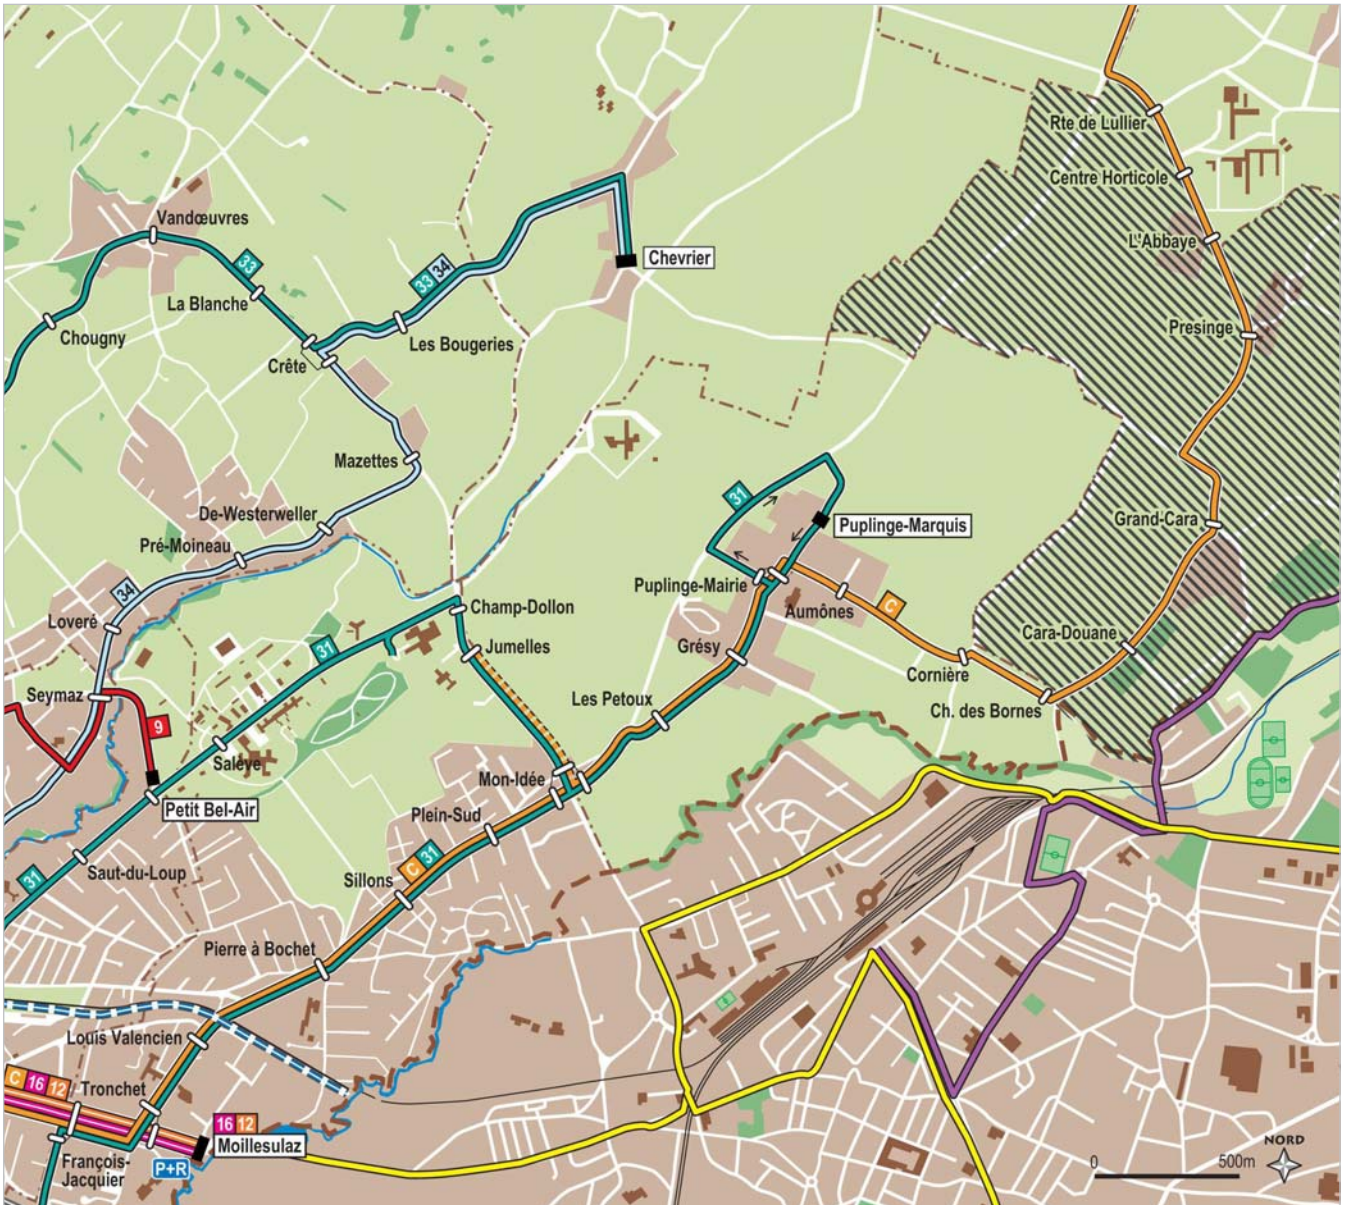 Rte de Lullier
Centre Horticole
Vandœuvres
L'Abbaye
33
33 34
Chevrier
La Blanche
Presinge
Chougny
Les Bougeries
Crête
Mazettes
31
De-Westerweller
Puplinge-Marquis
Grand-Cara
Pré-Moineau
Puplinge-Mairie
34
Champ-Dollon
Aumônes
C
Loveré
Cara-Douane
31
Jumelles
Grésy
Cornière
Seymaz
Les Petoux
Ch. des Bornes
9
Salève
Mon-Idée
Petit Bel-Air
Plein-Sud
C 31
Saut-du-Loup
31
Sillons
Pierre à Bochet
Louis Valencien
C 16 12
Tronchet
16 12
Moillesulaz
François-
Jacquier
P+R
NORD
0 500m